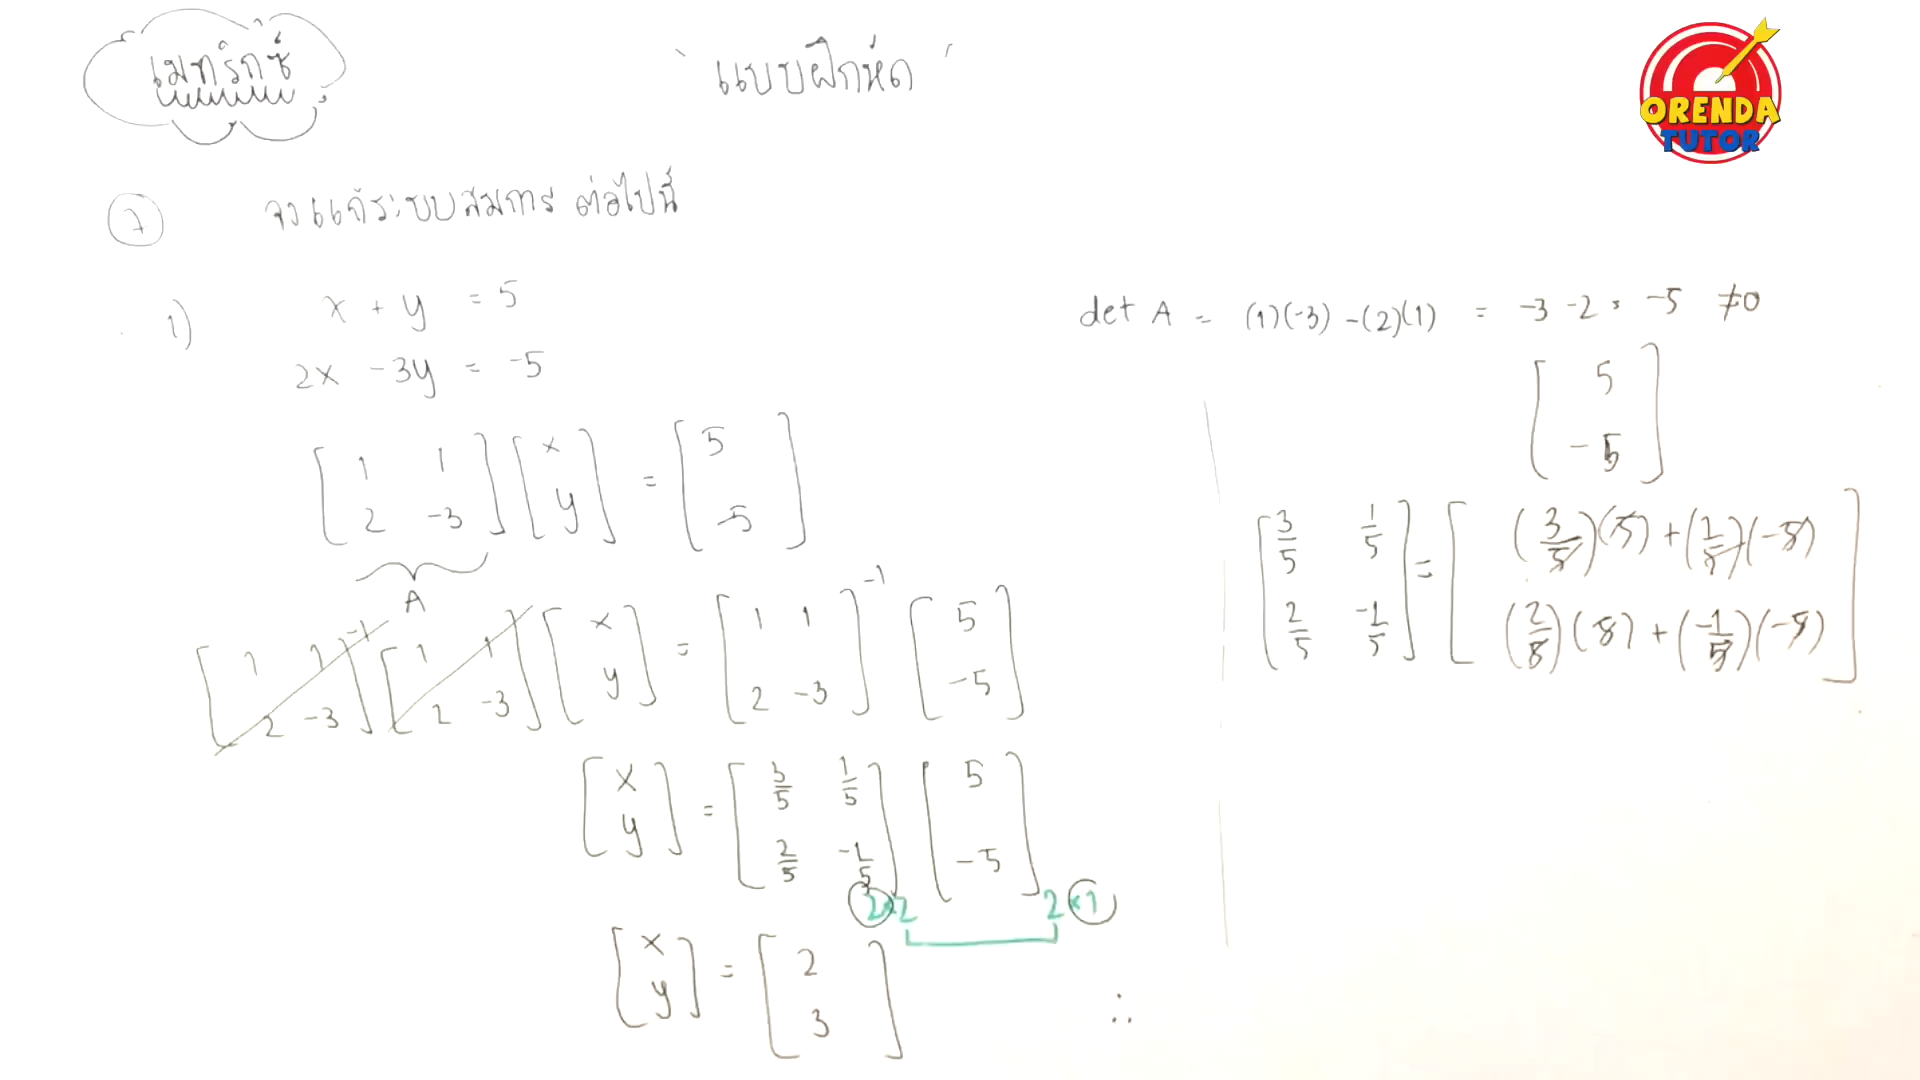 เมทริกซ์
" แบบฝึกหัด "
ORENDA
TUTOR
7 จงแก้ระบบสมการ ต่อไปนี้
1) x + y = 5
2x - 3y = -5
[1 1; 2 -3] [x; y] = [5; -5]
A
[1 1; 2 -3]⁻¹ [1 1; 2 -3] [x; y] = [1 1; 2 -3]⁻¹ [5; -5]
[x; y] = [3/5 1/5; 2/5 -1/5] [5; -5]
2×2 2×1
[x; y] = [2; 3]
∴
det A = (1)(-3) - (2)(1) = -3 -2 = -5 ≠0
[5; -5]
[3/5 1/5; 2/5 -1/5] = [(3/5)(5) + (1/5)(-5); (2/5)(5) + (-1/5)(-5)]